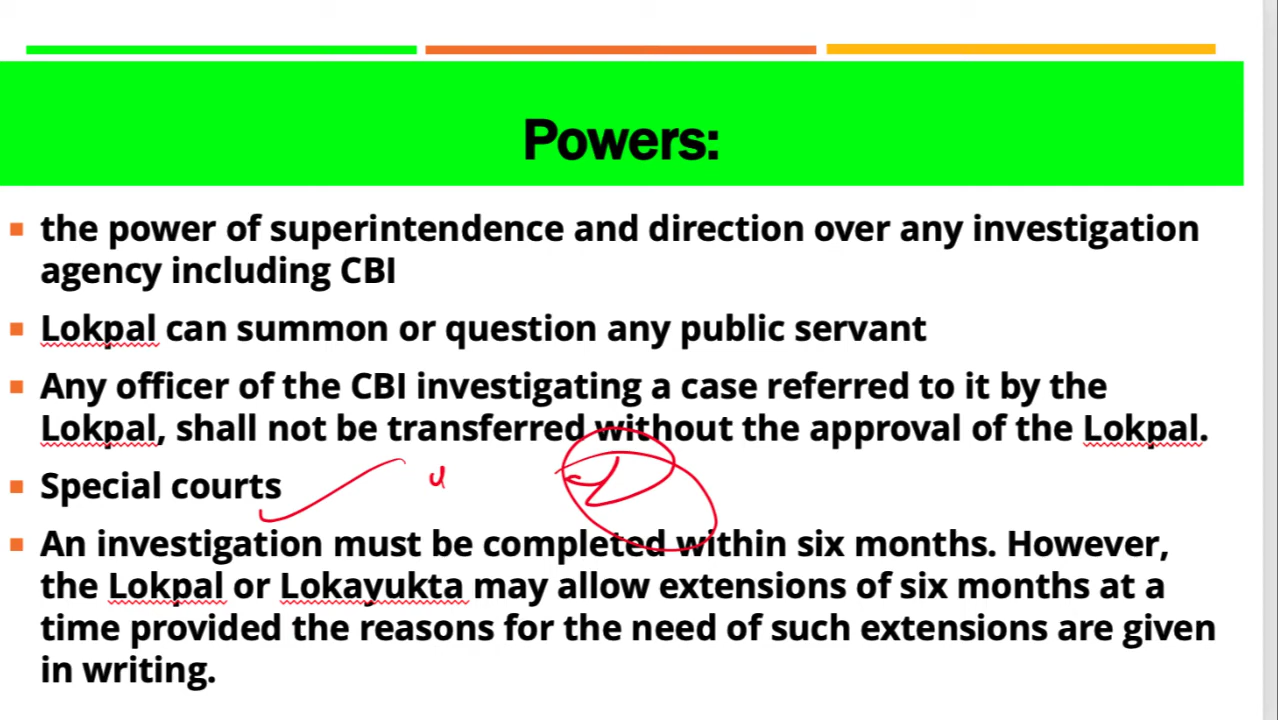 Powers:
the power of superintendence and direction over any investigation
agency including CBI
Lokpal can summon or question any public servant
Any officer of the CBI investigating a case referred to it by the
Lokpal, shall not be transferred without the approval of the Lokpal.
Special courts
An investigation must be completed within six months. However,
the Lokpal or Lokayukta may allow extensions of six months at a
time provided the reasons for the need of such extensions are given
in writing.